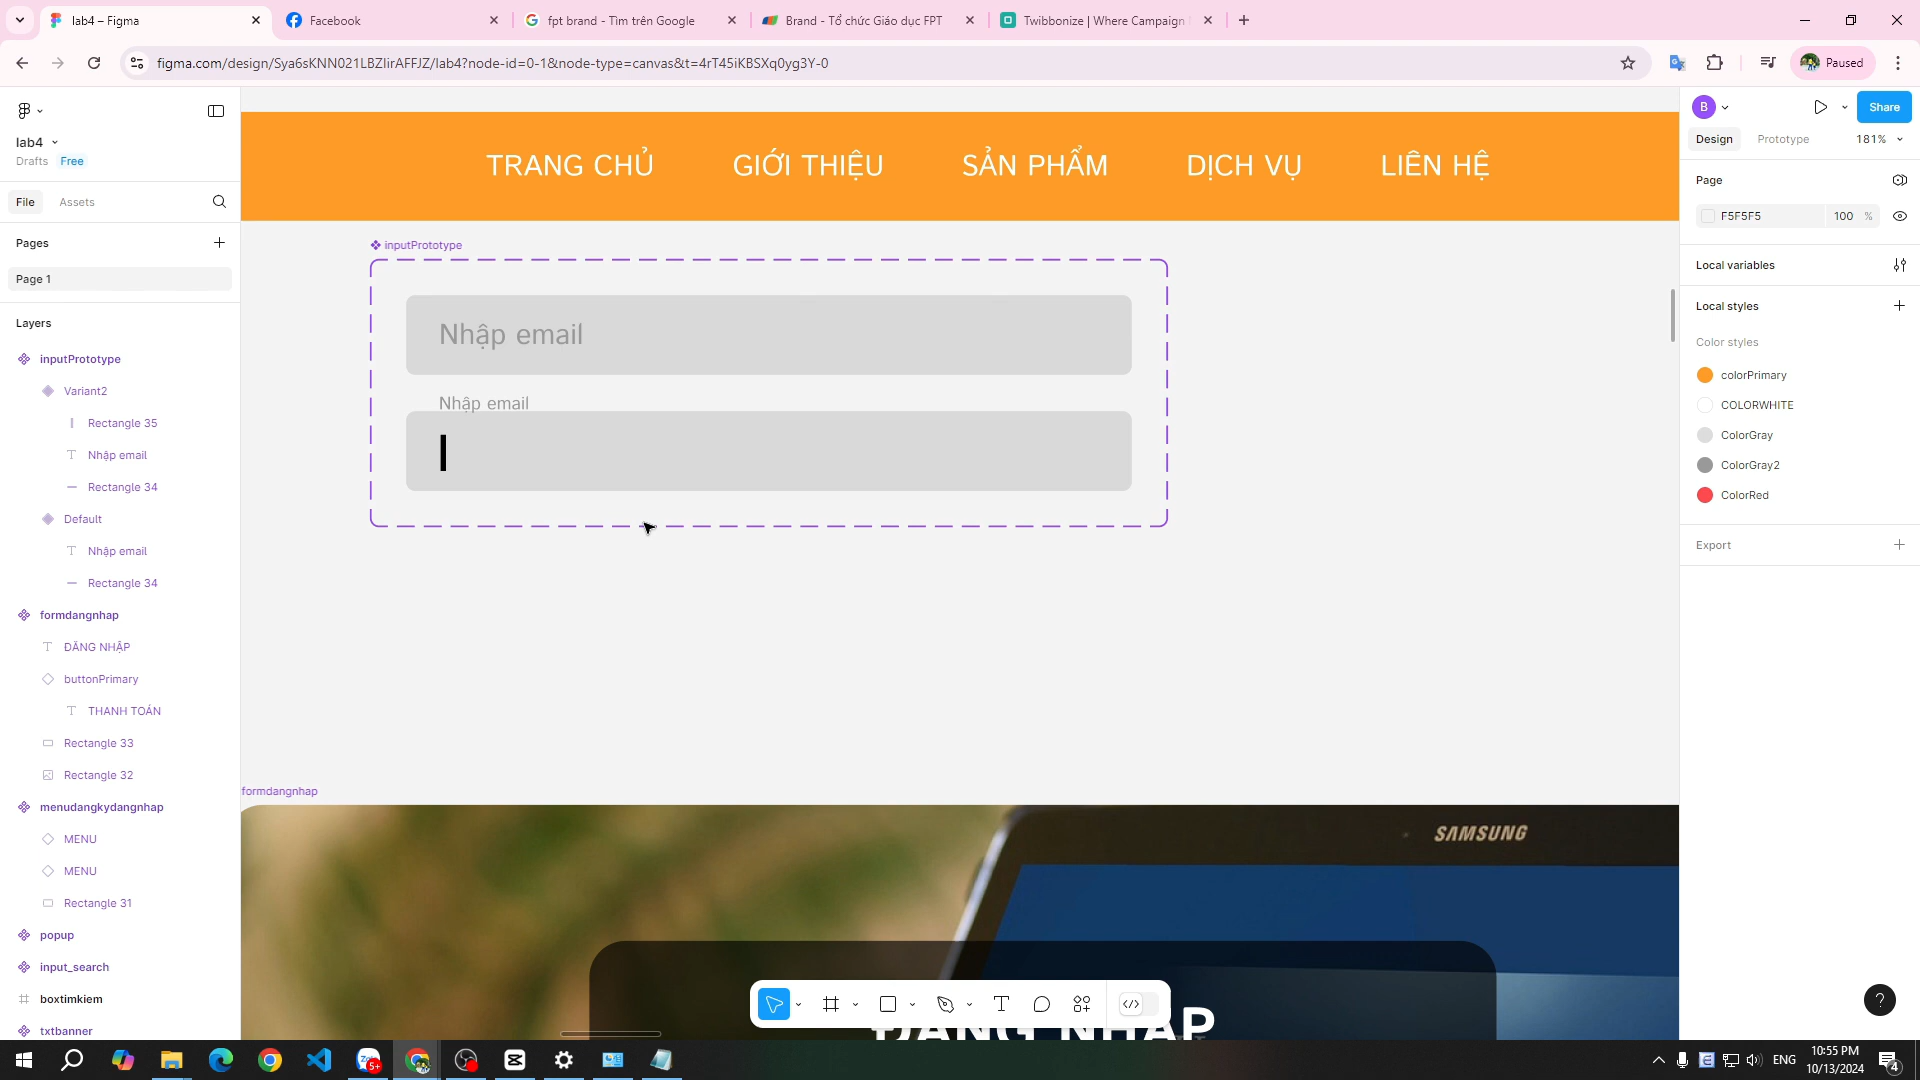 lab4 – Figma
Facebook
fpt brand - Tìm trên Google
Brand - Tổ chức Giáo dục FPT
Twibbonize | Where Campaign
figma.com/design/Sya6sKNN021LBZIirAFFJZ/lab4?node-id=0-1&node-type=canvas&t=4rT45iKBSXq0yg3Y-0
Paused
lab4
Drafts Free
File Assets
Pages
Page 1
Layers
inputPrototype
Variant2
Rectangle 35
Nhập email
Rectangle 34
Default
Nhập email
Rectangle 34
formdangnhap
ĐĂNG NHẬP
buttonPrimary
THANH TOÁN
Rectangle 33
Rectangle 32
menudangkydangnhap
MENU
MENU
Rectangle 31
popup
input_search
boxtimkiem
txtbanner
TRANG CHỦ GIỚI THIỆU SẢN PHẨM DỊCH VỤ LIÊN HỆ
inputPrototype
Nhập email
Nhập email
formdangnhap
SAMSUNG
ĐĂNG NHẬP
B
Share
Design Prototype 181%
Page
F5F5F5 100 %
Local variables
Local styles
Color styles
colorPrimary
COLORWHITE
ColorGray
ColorGray2
ColorRed
Export
?
Zalo
5+
ENG
10:55 PM
10/13/2024
4